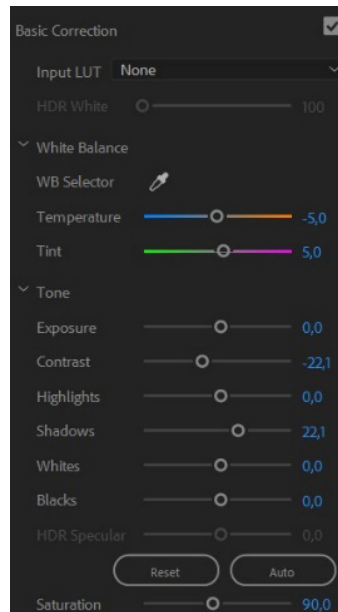 Basic Correction
Input LUT None
HDR White 100
White Balance
WB Selector
Temperature -5,0
Tint 5,0
Tone
Exposure 0,0
Contrast -22,1
Highlights 0,0
Shadows 22,1
Whites 0,0
Blacks 0,0
HDR Specular 0,0
Reset Auto
Saturation 90,0